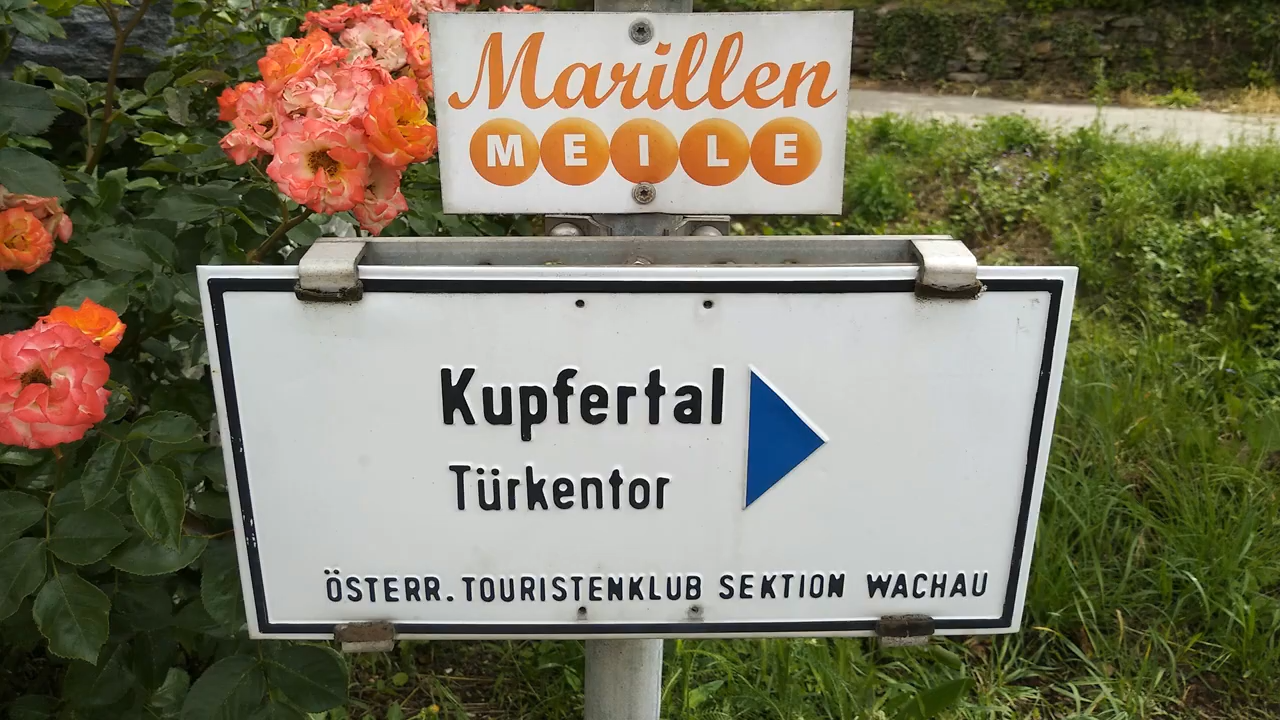 Marillen
MEILE
Kupfertal
Türkentor
ÖSTERR. TOURISTENKLUB SEKTION WACHAU